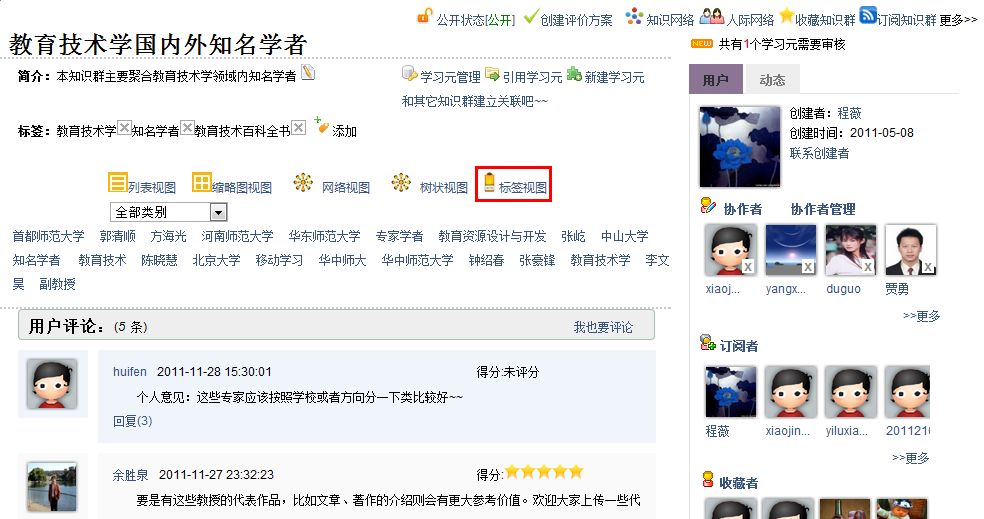 公开状态[公开] 创建评价方案 知识网络 人际网络 收藏知识群 订阅知识群 更多>>
教育技术学国内外知名学者
简介：本知识群主要聚合教育技术学领域内知名学者
学习元管理 引用学习元 新建学习元
和其它知识群建立关联吧~~
标签：教育技术学 知名学者 教育技术百科全书 添加
列表视图 缩略图视图 网络视图 树状视图 标签视图
全部类别
首都师范大学 郭清顺 方海光 河南师范大学 华东师范大学 专家学者 教育资源设计与开发 张屹 中山大学
知名学者 教育技术 陈晓慧 北京大学 移动学习 华中师大 华中师范大学 钟绍春 张豪锋 教育技术学 李文
昊 副教授
用户评论：(5 条) 我也要评论
huifen 2011-11-28 15:30:01 得分:未评分
个人意见：这些专家应该按照学校或者方向分一下类比较好~~
回复(3)
余胜泉 2011-11-27 23:32:23 得分:
要是有这些教授的代表作品，比如文章、著作的介绍则会有更大参考价值。欢迎大家上传一些代
NEW 共有1个学习元需要审核
用户 动态
创建者：程薇
创建时间：2011-05-08
联系创建者
协作者 协作者管理
xiaoj... yangx... duguo 贾勇
>>更多
订阅者
程薇 xiaojin... yiluxia... 2011210
>>更多
收藏者